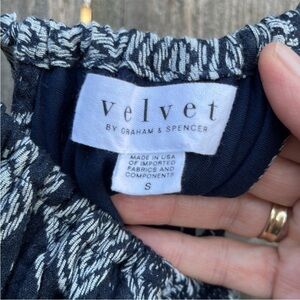 velvet
BY GRAHAM & SPENCER
MADE IN USA
OF IMPORTED
FABRICS AND
COMPONENTS
S